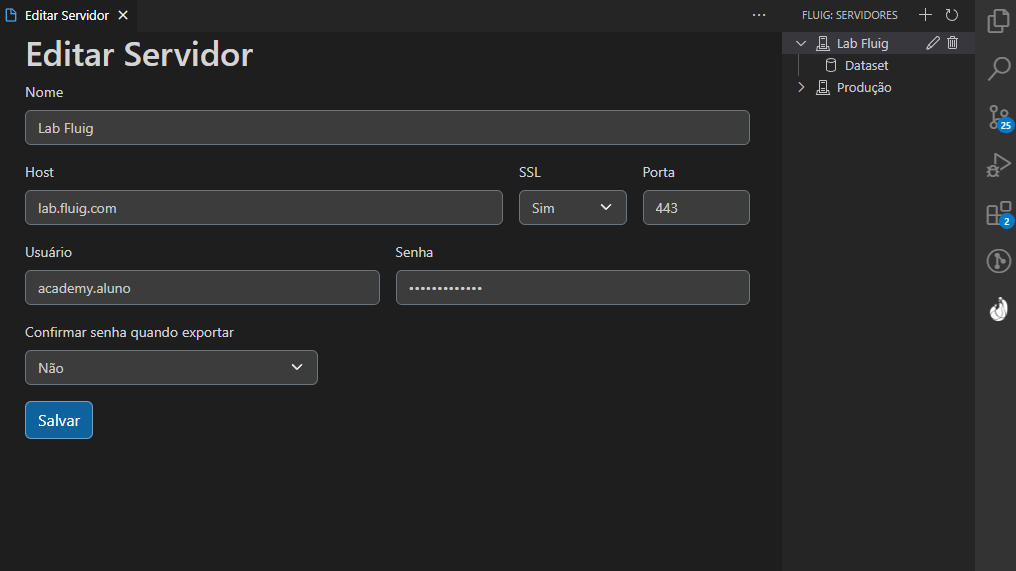 Editar Servidor
FLUIG: SERVIDORES
Editar Servidor
Lab Fluig
Dataset
Produção
Nome
Lab Fluig
Host
SSL
Porta
lab.fluig.com
Sim
443
Usuário
Senha
academy.aluno
•••••••••••••
Confirmar senha quando exportar
Não
Salvar
25
2